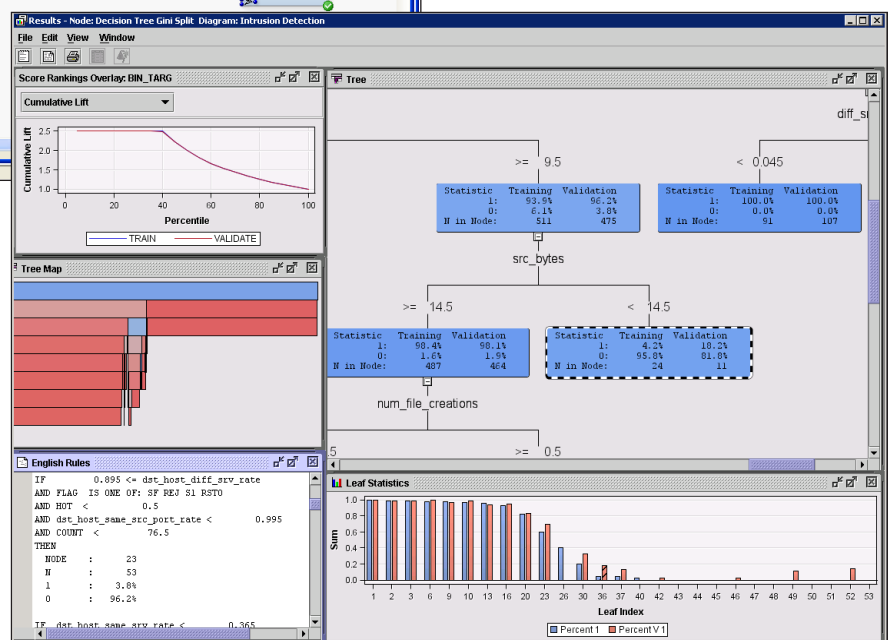 Results - Node: Decision Tree Gini Split Diagram: Intrusion Detection
File Edit View Window
Score Rankings Overlay: BIN_TARG
Cumulative Lift
Cumulative Lift
2.5
2.0
1.5
1.0
0 20 40 60 80 100
Percentile
TRAIN VALIDATE
Tree Map
English Rules
IF 0.895 <= dst_host_diff_srv_rate
AND FLAG IS ONE OF: SF REJ S1 RSTO
AND HOT < 0.5
AND dst_host_same_src_port_rate < 0.995
AND COUNT < 76.5
THEN
NODE : 23
N : 53
1 : 3.8%
0 : 96.2%
IF dst_host_same_srv_rate < 0.365
Tree
diff_s
>= 9.5
< 0.045
Statistic Training Validation
1: 93.9% 96.2%
0: 6.1% 3.8%
N in Node: 511 475
Statistic Training Validation
1: 100.0% 100.0%
0: 0.0% 0.0%
N in Node: 91 107
src_bytes
>= 14.5
< 14.5
Statistic Training Validation
1: 98.4% 98.1%
0: 1.6% 1.9%
N in Node: 487 464
Statistic Training Validation
1: 4.2% 18.2%
0: 95.8% 81.8%
N in Node: 24 11
num_file_creations
.5
>= 0.5
Leaf Statistics
Sum
1.0
0.8
0.6
0.4
0.2
0.0
1 2 3 6 9 10 13 16 20 23 26 30 36 37 40 42 43 44 45 46 47 49 50 51 52 53
Leaf Index
Percent 1 Percent V 1